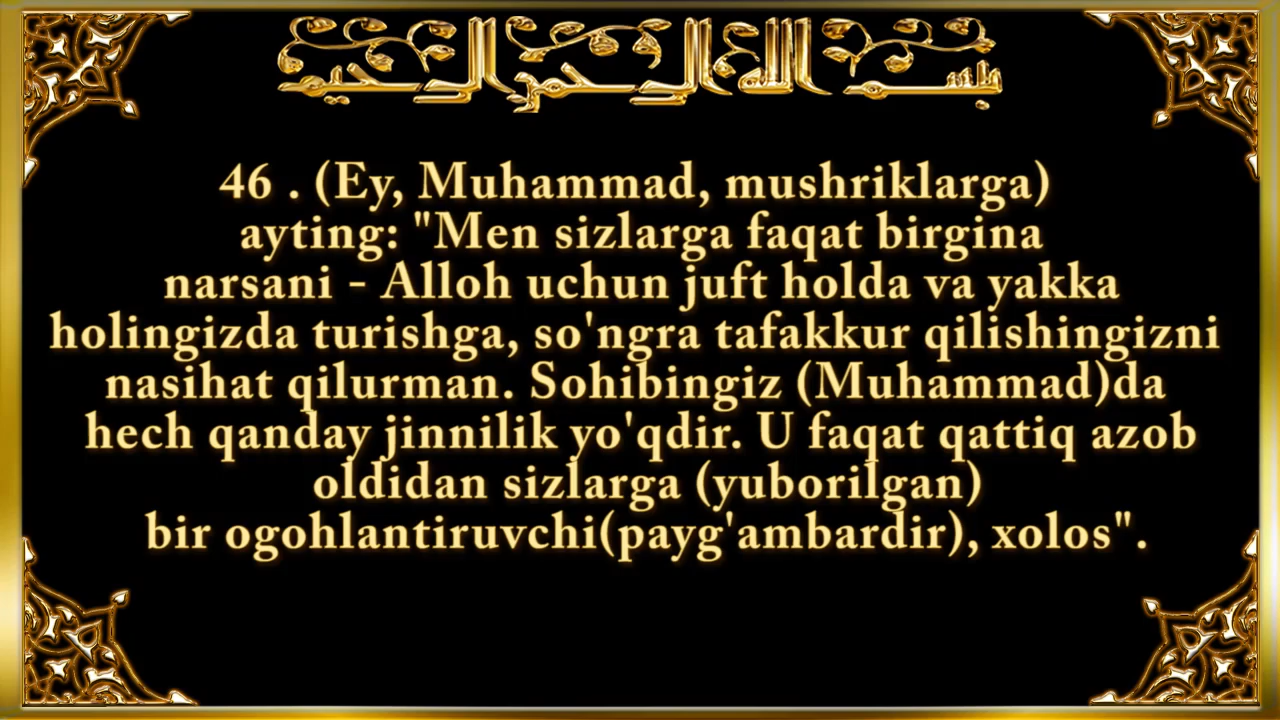 بسم الله الرحمن الرحيم
46 . (Ey, Muhammad, mushriklarga)
ayting: "Men sizlarga faqat birgina
narsani - Alloh uchun juft holda va yakka
holingizda turishga, so'ngra tafakkur qilishingizni
nasihat qilurman. Sohibingiz (Muhammad)da
hech qanday jinnilik yo'qdir. U faqat qattiq azob
oldidan sizlarga (yuborilgan)
bir ogohlantiruvchi(payg'ambardir), xolos".